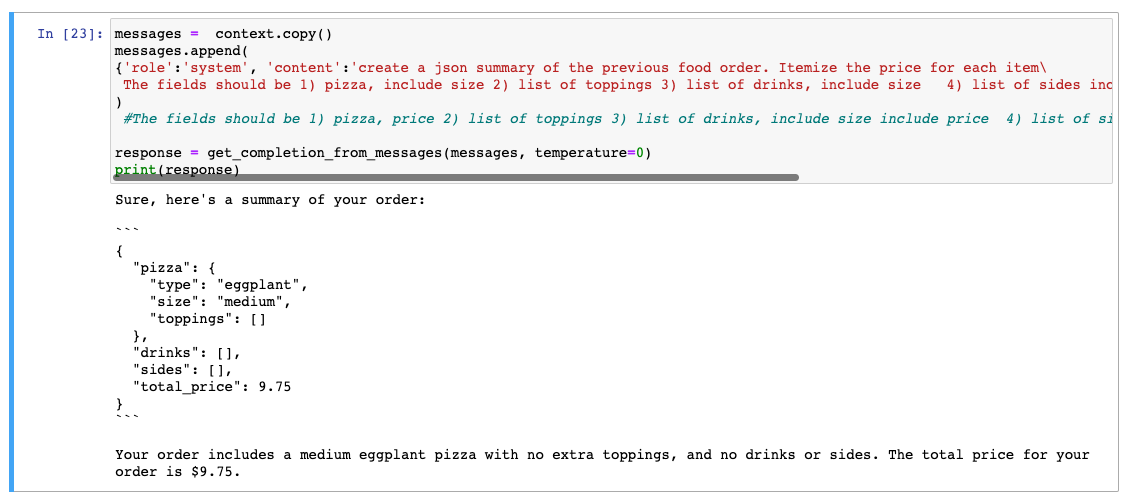 In [23]: messages =  context.copy()
messages.append(
{'role':'system', 'content':'create a json summary of the previous food order. Itemize the price for each item\
 The fields should be 1) pizza, include size 2) list of toppings 3) list of drinks, include size   4) list of sides inc
)
 #The fields should be 1) pizza, price 2) list of toppings 3) list of drinks, include size include price  4) list of si
response = get_completion_from_messages(messages, temperature=0)
print(response)
Sure, here's a summary of your order:
```
{
  "pizza": {
    "type": "eggplant",
    "size": "medium",
    "toppings": []
  },
  "drinks": [],
  "sides": [],
  "total_price": 9.75
}
```
Your order includes a medium eggplant pizza with no extra toppings, and no drinks or sides. The total price for your
order is $9.75.